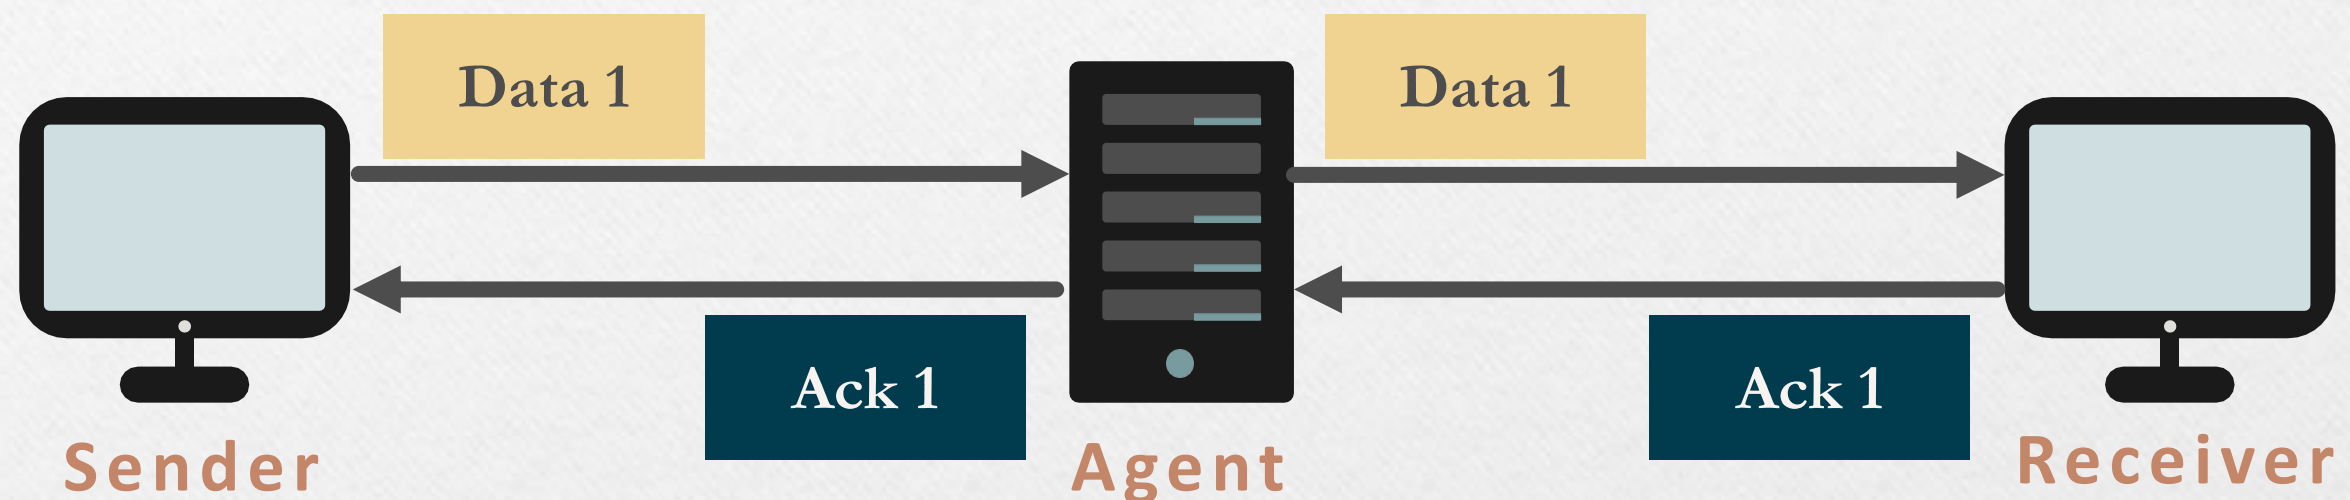 Data 1
Data 1
Ack 1
Ack 1
Sender
Agent
Receiver